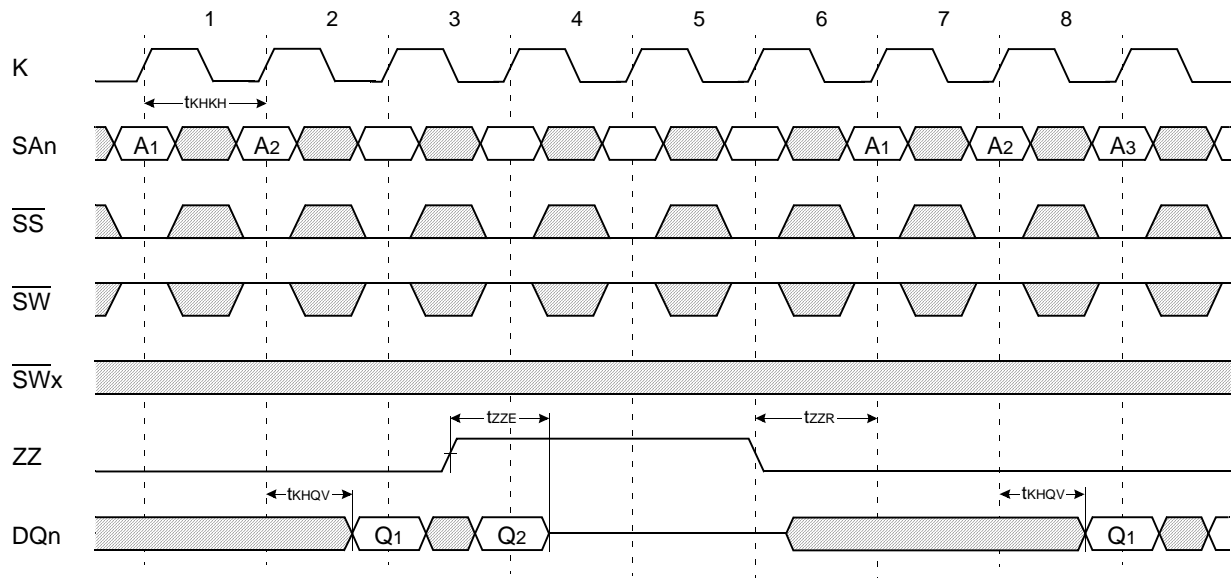 1 2 3 4 5 6 7 8
K
tKHKH
SAn A1 A2 A1 A2 A3
SS
SW
SWx
tZZE tZZR
ZZ
tKHQV tKHQV
DQn Q1 Q2 Q1